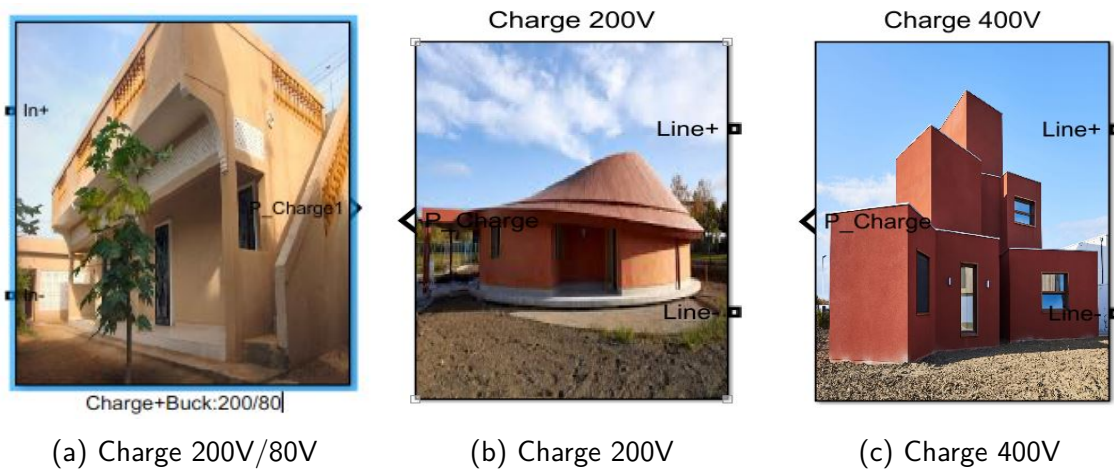 Charge 200V
Charge 400V
In+
P_Charge1
In-
Charge+Buck:200/80
Line+
P_Charge
Line-
Line+
P_Charge
Line-
(a) Charge 200V/80V
(b) Charge 200V
(c) Charge 400V